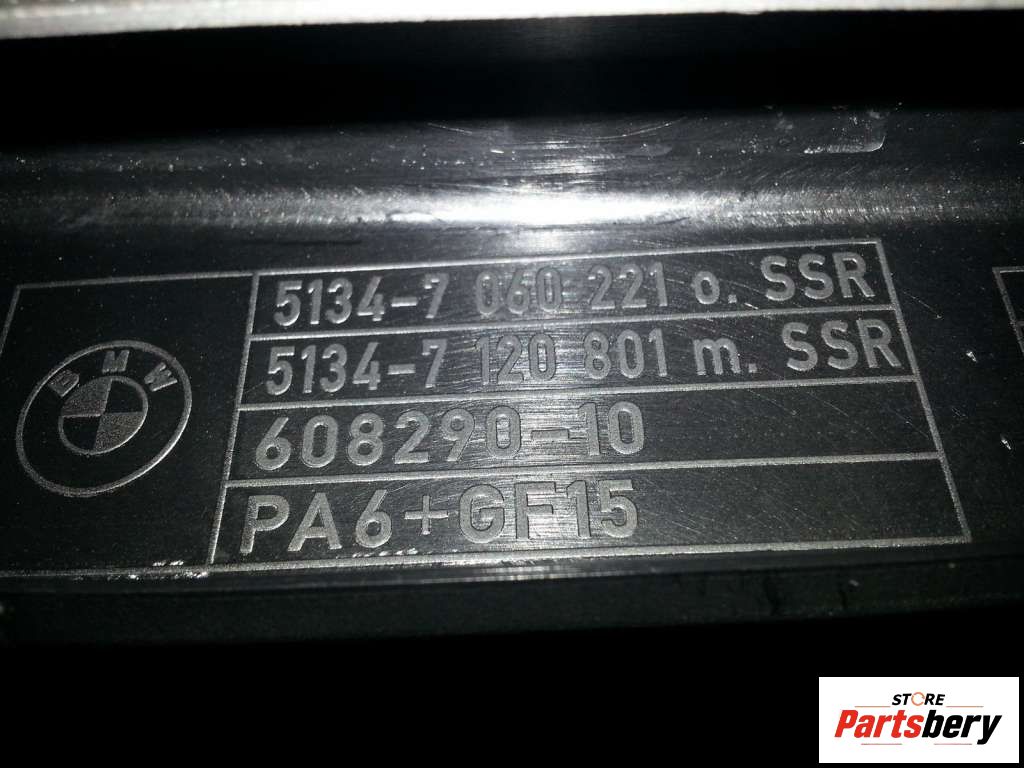 BMW
5134-7 060 221 o. SSR
5134-7 120 801 m. SSR
608290-10
PA6+GF15
STORE
Partsbery